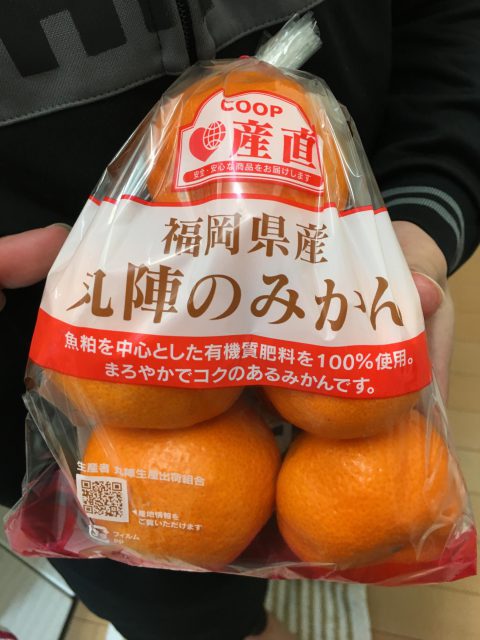 COOP
産直
安全・安心な商品をお届けします
福岡県産
丸陣のみかん
魚粕を中心とした有機質肥料を100%使用。
まろやかでコクのあるみかんです。
生産者 丸陣生産出荷組合
◀産地情報を
ご覧いただけます
フィルム
PP